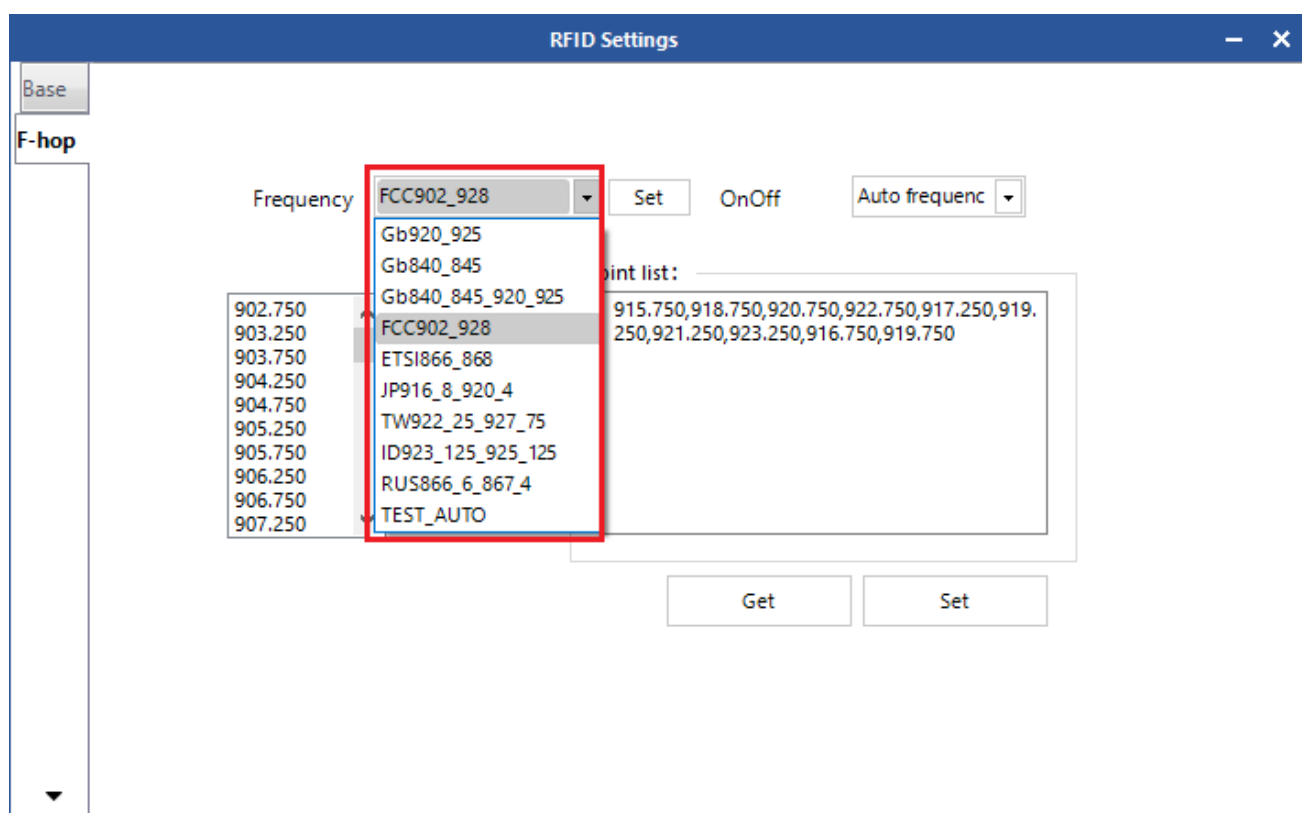 RFID Settings
Base
F-hop
Frequency
FCC902_928
Set
OnOff
Auto frequenc
Gb920_925
Gb840_845
Gb840_845_920_925
FCC902_928
ETSI866_868
JP916_8_920_4
TW922_25_927_75
ID923_125_925_125
RUS866_6_867_4
TEST_AUTO
902.750
903.250
903.750
904.250
904.750
905.250
905.750
906.250
906.750
907.250
int list：
915.750,918.750,920.750,922.750,917.250,919.
250,921.250,923.250,916.750,919.750
Get
Set